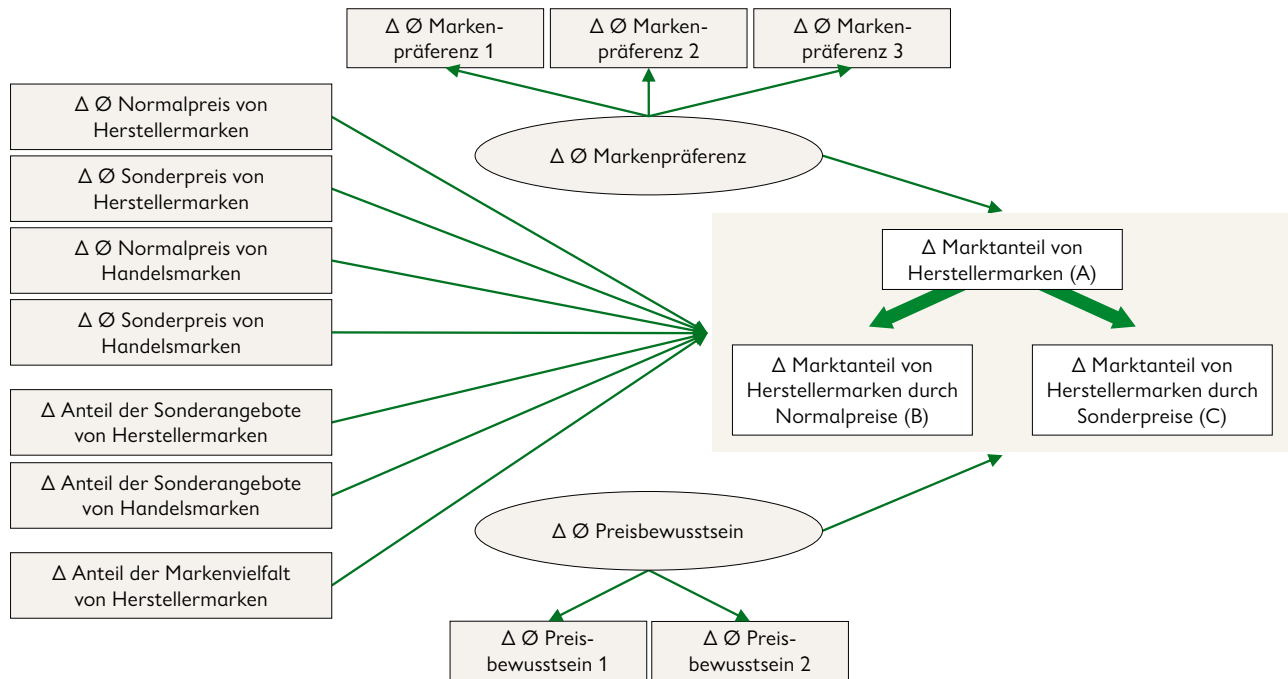 Δ Ø Marken-
präferenz 1
Δ Ø Marken-
präferenz 2
Δ Ø Marken-
präferenz 3
Δ Ø Normalpreis von
Herstellermarken
Δ Ø Sonderpreis von
Herstellermarken
Δ Ø Normalpreis von
Handelsmarken
Δ Ø Sonderpreis von
Handelsmarken
Δ Anteil der Sonderangebote
von Herstellermarken
Δ Anteil der Sonderangebote
von Handelsmarken
Δ Anteil der Markenvielfalt
von Herstellermarken
Δ Ø Markenpräferenz
Δ Marktanteil von
Herstellermarken (A)
Δ Marktanteil von
Herstellermarken durch
Normalpreise (B)
Δ Marktanteil von
Herstellermarken durch
Sonderpreise (C)
Δ Ø Preisbewusstsein
Δ Ø Preis-
bewusstsein 1
Δ Ø Preis-
bewusstsein 2